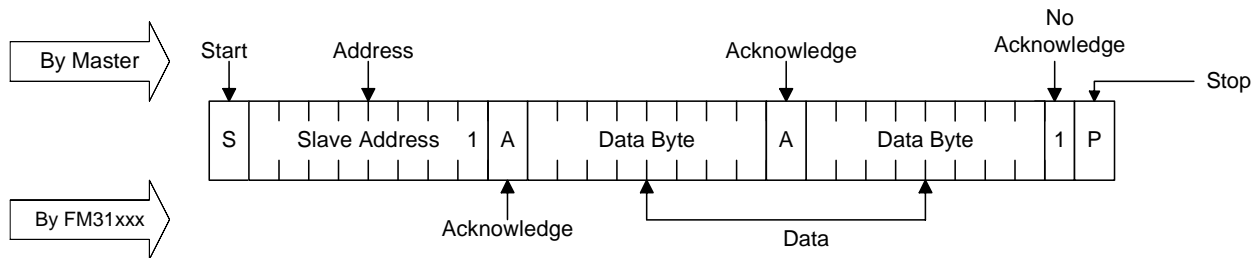 No
Acknowledge
By Master
Start
Address
Acknowledge
Stop
S
Slave Address 1
A
Data Byte
A
Data Byte
1
P
By FM31xxx
Acknowledge
Data